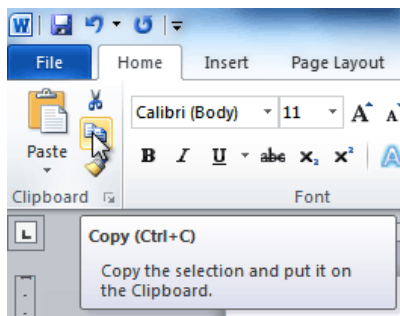 W
File Home Insert Page Layout
Calibri (Body) 11 A A
Paste
B I U abe X₂ X² A
Clipboard Font
L
Copy (Ctrl+C)
Copy the selection and put it on
the Clipboard.